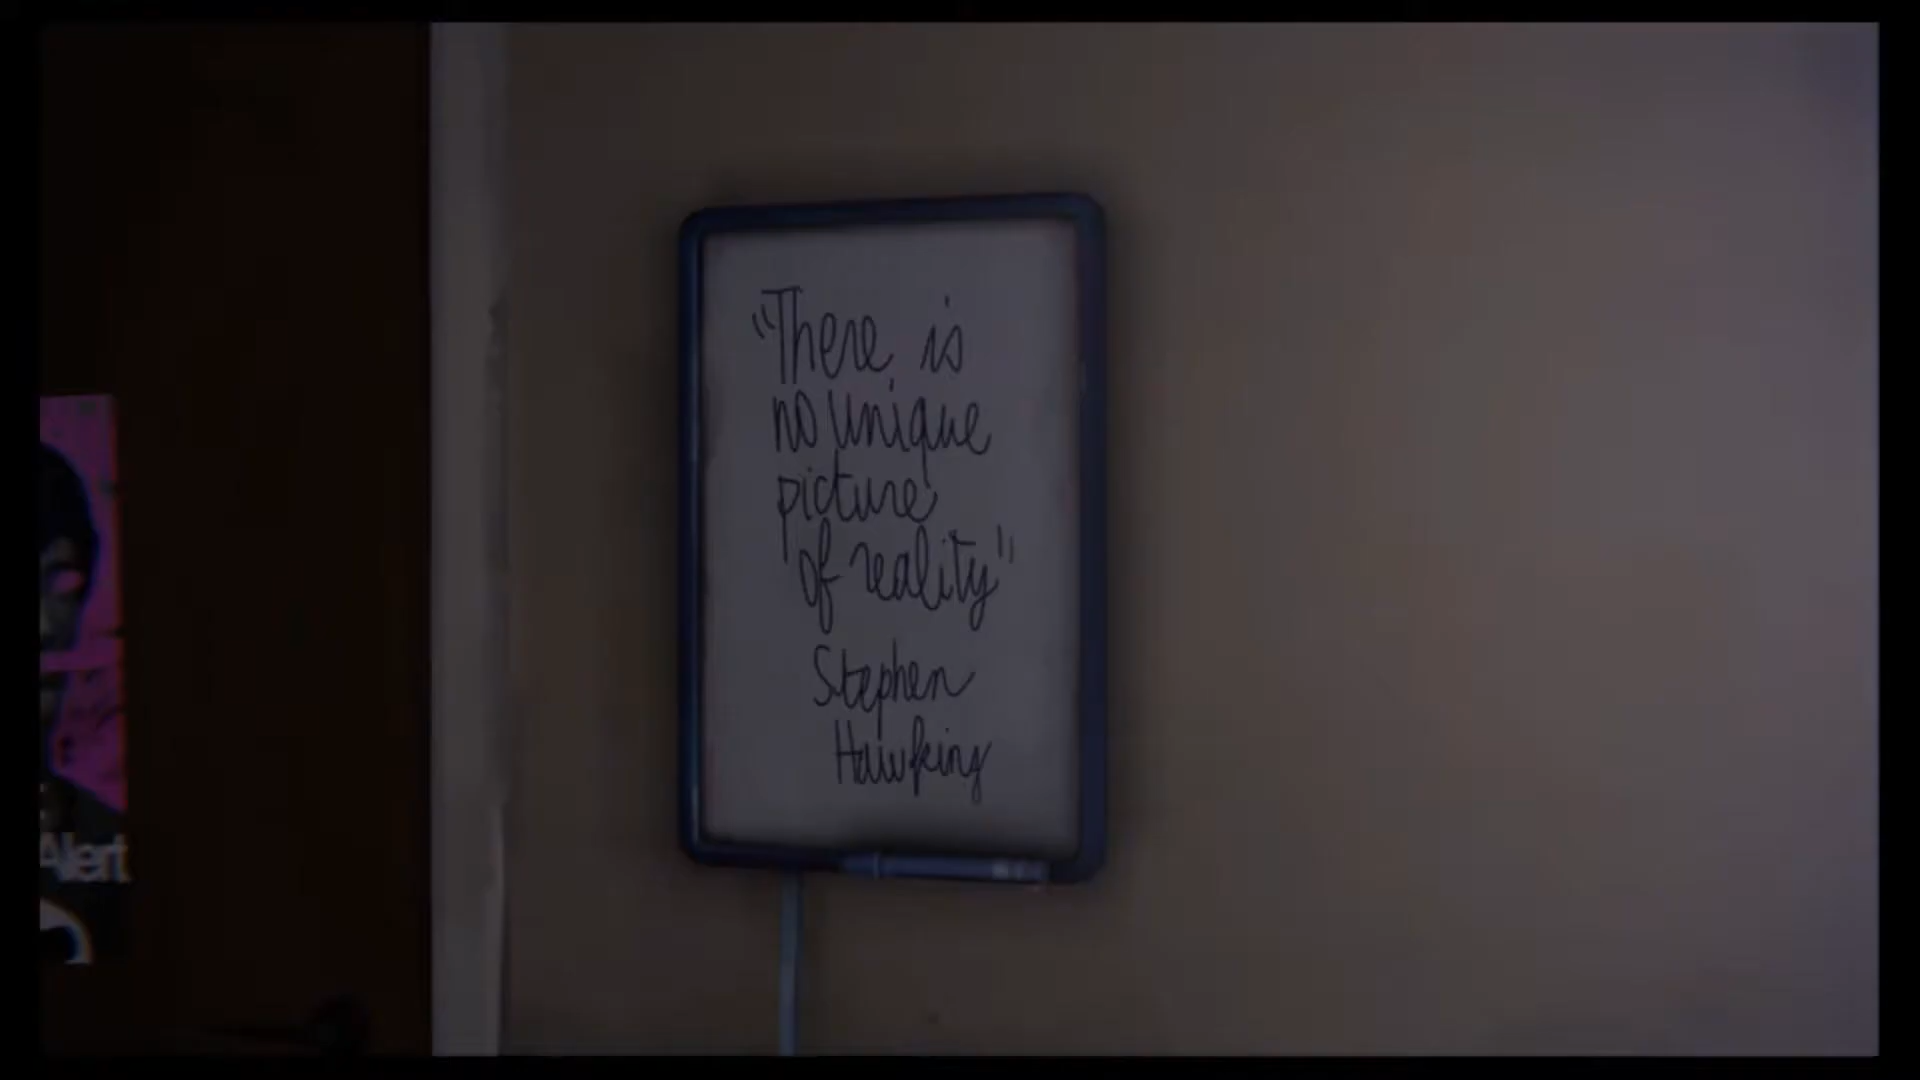 "There is
no unique
picture
of reality"
Stephen
Hawking
Alert